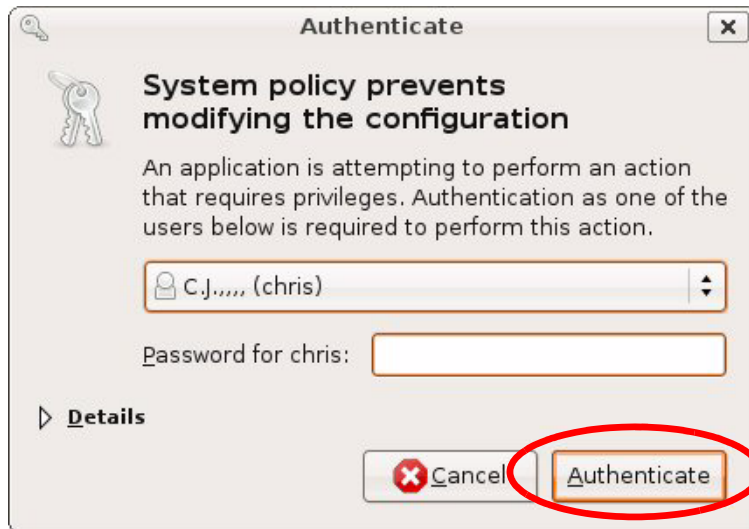 Authenticate
System policy prevents
modifying the configuration
An application is attempting to perform an action
that requires privileges. Authentication as one of the
users below is required to perform this action.
C.J.,,,, (chris)
Password for chris:
Details
Cancel Authenticate